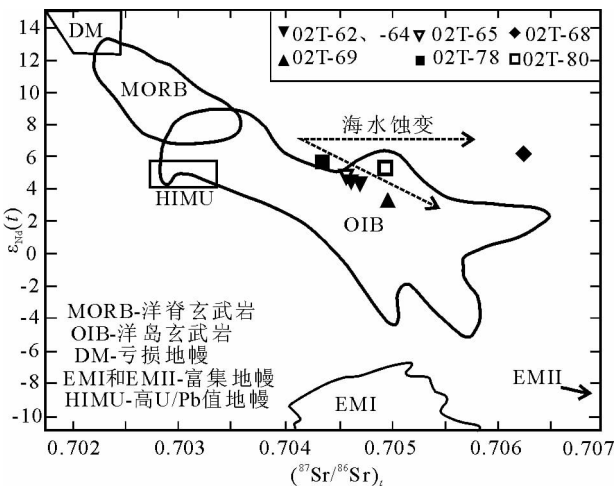 DM
▼02T-62、-64 ▽02T-65 ◆02T-68
▲02T-69 ■02T-78 □02T-80
MORB
海水蚀变
HIMU
OIB
MORB-洋脊玄武岩
OIB-洋岛玄武岩
DM-亏损地幔
EMI和EMII-富集地幔
HIMU-高U/Pb值地幔
EMI
EMII
14
12
10
8
6
4
2
0
-2
-4
-6
-8
-10
εNd(t)
0.702 0.703 0.704 0.705 0.706 0.707
(⁸⁷Sr/⁸⁶Sr)t